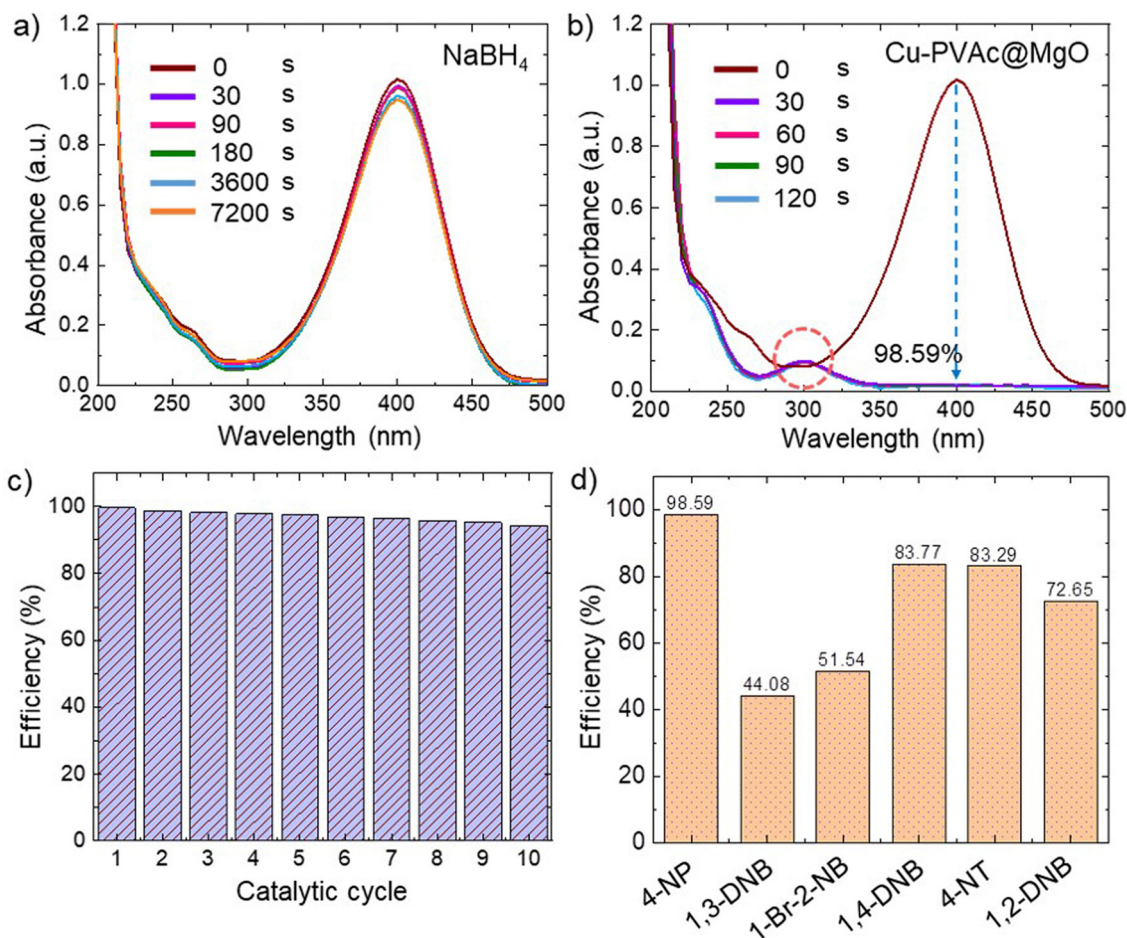 a)
1.2
1.0
0.8
0.6
0.4
0.2
0.0
Absorbance (a.u.)
NaBH4
0 s
30 s
90 s
180 s
3600 s
7200 s
200 250 300 350 400 450 500
Wavelength (nm)
b)
1.2
1.0
0.8
0.6
0.4
0.2
0.0
Absorbance (a.u.)
Cu-PVAc@MgO
0 s
30 s
60 s
90 s
120 s
98.59%
200 250 300 350 400 450 500
Wavelength (nm)
c)
100
80
60
40
20
0
Efficiency (%)
1 2 3 4 5 6 7 8 9 10
Catalytic cycle
d)
100
80
60
40
20
0
Efficiency (%)
98.59
44.08
51.54
83.77
83.29
72.65
4-NP
1,3-DNB
1-Br-2-NB
1,4-DNB
4-NT
1,2-DNB